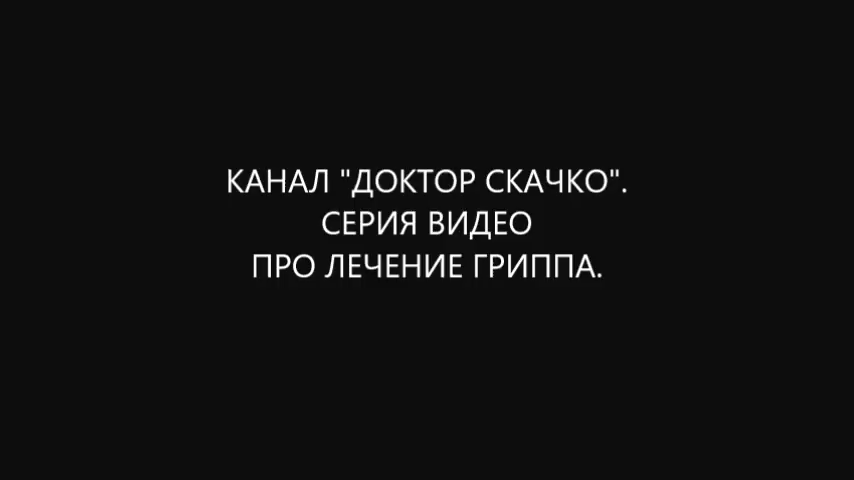 КАНАЛ "ДОКТОР СКАЧКО".
СЕРИЯ ВИДЕО
ПРО ЛЕЧЕНИЕ ГРИППА.